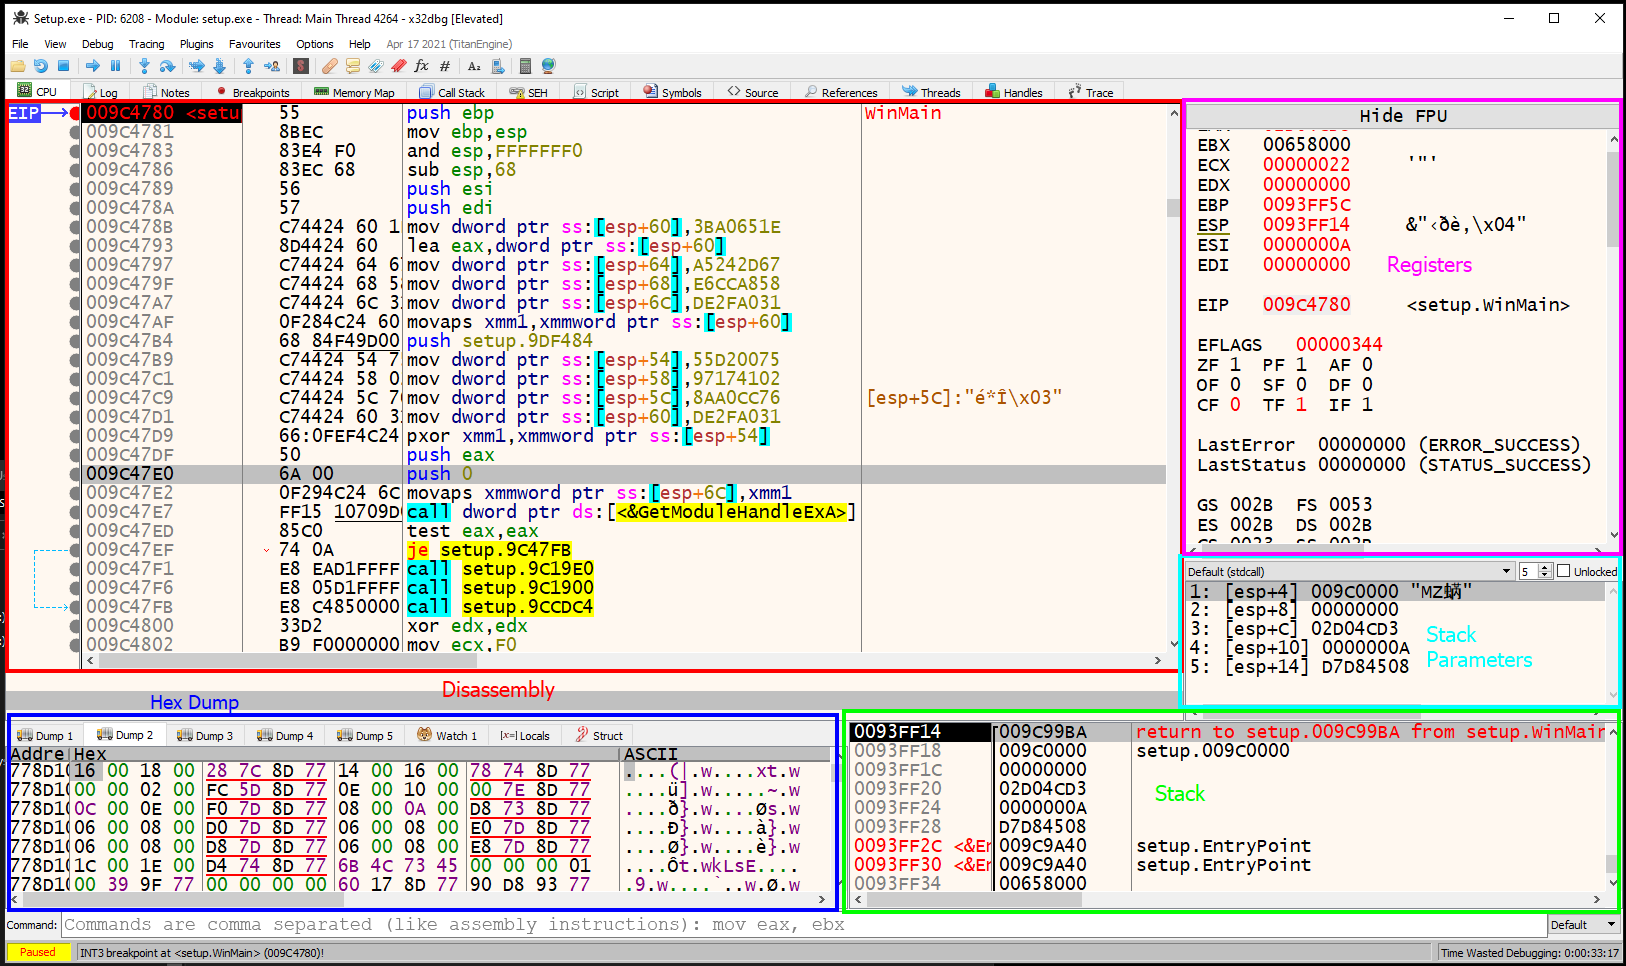 Setup.exe - PID: 6208 - Module: setup.exe - Thread: Main Thread 4264 - x32dbg [Elevated]
File View Debug Tracing Plugins Favourites Options Help Apr 17 2021 (TitanEngine)
CPU Log Notes Breakpoints Memory Map Call Stack SEH Script Symbols Source References Threads Handles Trace
EIP 009C4780 <setu 55 push ebp WinMain
009C4781 8BEC mov ebp,esp
009C4783 83E4 F0 and esp,FFFFFFF0
009C4786 83EC 68 sub esp,68
009C4789 56 push esi
009C478A 57 push edi
009C478B C74424 60 1 mov dword ptr ss:[esp+60],3BA0651E
009C4793 8D4424 60 lea eax,dword ptr ss:[esp+60]
009C4797 C74424 64 6 mov dword ptr ss:[esp+64],A5242D67
009C479F C74424 68 5 mov dword ptr ss:[esp+68],E6CCA858
009C47A7 C74424 6C 3 mov dword ptr ss:[esp+6C],DE2FA031
009C47AF 0F284C24 60 movaps xmm1,xmmword ptr ss:[esp+60]
009C47B4 68 84F49D00 push setup.9DF484
009C47B9 C74424 54 7 mov dword ptr ss:[esp+54],55D20075
009C47C1 C74424 58 0 mov dword ptr ss:[esp+58],97174102
009C47C9 C74424 5C 7 mov dword ptr ss:[esp+5C],8AA0CC76 [esp+5C]:"é*Î\x03"
009C47D1 C74424 60 3 mov dword ptr ss:[esp+60],DE2FA031
009C47D9 66:0FEF4C24 pxor xmm1,xmmword ptr ss:[esp+54]
009C47DF 50 push eax
009C47E0 6A 00 push 0
009C47E2 0F294C24 6C movaps xmmword ptr ss:[esp+6C],xmm1
009C47E7 FF15 10709D call dword ptr ds:[<&GetModuleHandleExA>]
009C47ED 85C0 test eax,eax
009C47EF 74 0A je setup.9C47FB
009C47F1 E8 EAD1FFFF call setup.9C19E0
009C47F6 E8 05D1FFFF call setup.9C1900
009C47FB E8 C4850000 call setup.9CCDC4
009C4800 33D2 xor edx,edx
009C4802 B9 F0000000 mov ecx,F0
Hide FPU
EBX 00658000
ECX 00000022 '"'
EDX 00000000
EBP 0093FF5C
ESP 0093FF14 &"‹ðè,\x04"
ESI 0000000A
EDI 00000000
Registers
EIP 009C4780 <setup.WinMain>
EFLAGS 00000344
ZF 1 PF 1 AF 0
OF 0 SF 0 DF 0
CF 0 TF 1 IF 1
LastError 00000000 (ERROR_SUCCESS)
LastStatus 00000000 (STATUS_SUCCESS)
GS 002B FS 0053
ES 002B DS 002B
Default (stdcall) 5 Unlocked
1: [esp+4] 009C0000 "MZ蟎"
2: [esp+8] 00000000
3: [esp+C] 02D04CD3
4: [esp+10] 0000000A
5: [esp+14] D7D84508
Stack
Parameters
Disassembly
Hex Dump
Dump 1 Dump 2 Dump 3 Dump 4 Dump 5 Watch 1 [x=] Locals Struct
Addre Hex ASCII
778D10 16 00 18 00 28 7C 8D 77 14 00 16 00 78 74 8D 77 ....(|.w....xt.w
778D10 00 00 02 00 FC 5D 8D 77 0E 00 10 00 00 7E 8D 77 ....ü].w.....~.w
778D10 0C 00 0E 00 F0 7D 8D 77 08 00 0A 00 D8 73 8D 77 ....ð}.w....Øs.w
778D10 06 00 08 00 D0 7D 8D 77 06 00 08 00 E0 7D 8D 77 ....Ð}.w....à}.w
778D10 06 00 08 00 D8 7D 8D 77 06 00 08 00 E8 7D 8D 77 ....Ø}.w....è}.w
778D10 1C 00 1E 00 D4 74 8D 77 6B 4C 73 45 00 00 00 01 ....Ôt.wkLsE....
778D10 00 39 9F 77 00 00 00 00 60 17 8D 77 90 D8 93 77 .9.w....`..w.Ø.w
0093FF14 009C99BA return to setup.009C99BA from setup.WinMain
0093FF18 009C0000 setup.009C0000
0093FF1C 00000000
0093FF20 02D04CD3
0093FF24 0000000A
0093FF28 D7D84508
0093FF2C <&En 009C9A40 setup.EntryPoint
0093FF30 <&En 009C9A40 setup.EntryPoint
0093FF34 00658000
Stack
Command: Commands are comma separated (like assembly instructions): mov eax, ebx Default
Paused INT3 breakpoint at <setup.WinMain> (009C4780)! Time Wasted Debugging: 0:00:33:17